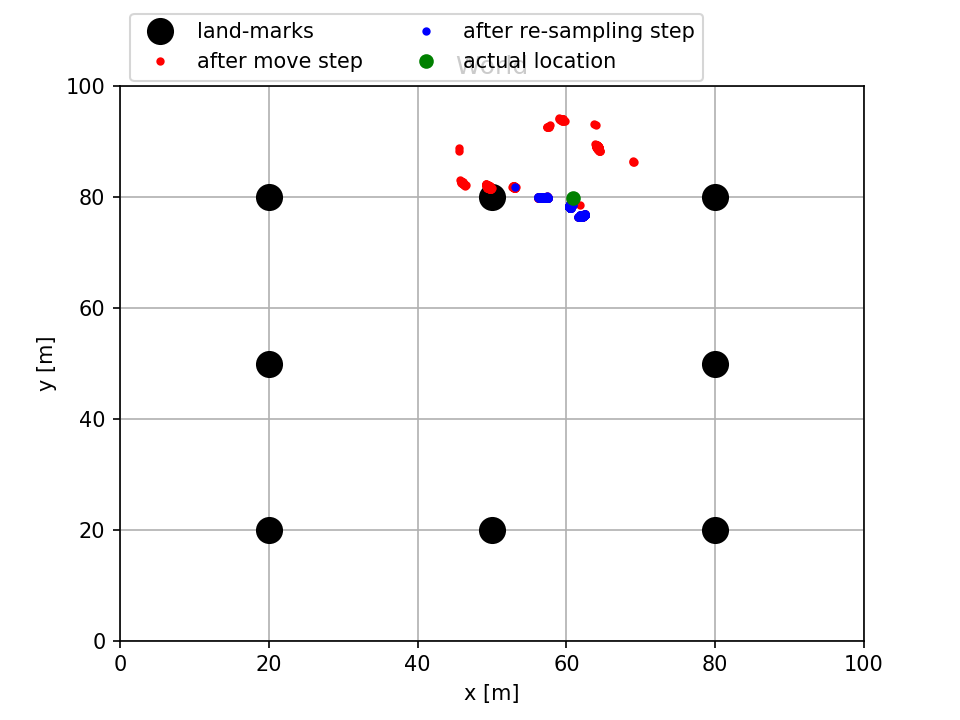 land-marks
after move step
after re-sampling step
actual location
World
100
80
60
40
20
0
y [m]
0 20 40 60 80 100
x [m]